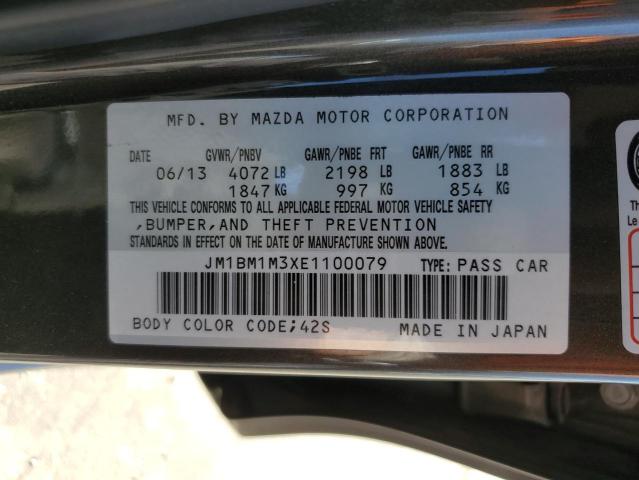 MFD. BY MAZDA MOTOR CORPORATION
DATE GVWR/PNBV GAWR/PNBE FRT GAWR/PNBE RR
06/13 4072 LB 2198 LB 1883 LB
1847 KG 997 KG 854 KG
THIS VEHICLE CONFORMS TO ALL APPLICABLE FEDERAL MOTOR VEHICLE SAFETY
,BUMPER,AND THEFT PREVENTION
STANDARDS IN EFFECT ON THE DATE OF MANUFACTURE SHOWN ABOVE.
JM1BM1M3XE1100079 TYPE: PASS CAR
BODY COLOR CODE;42S MADE IN JAPAN
Th
Le